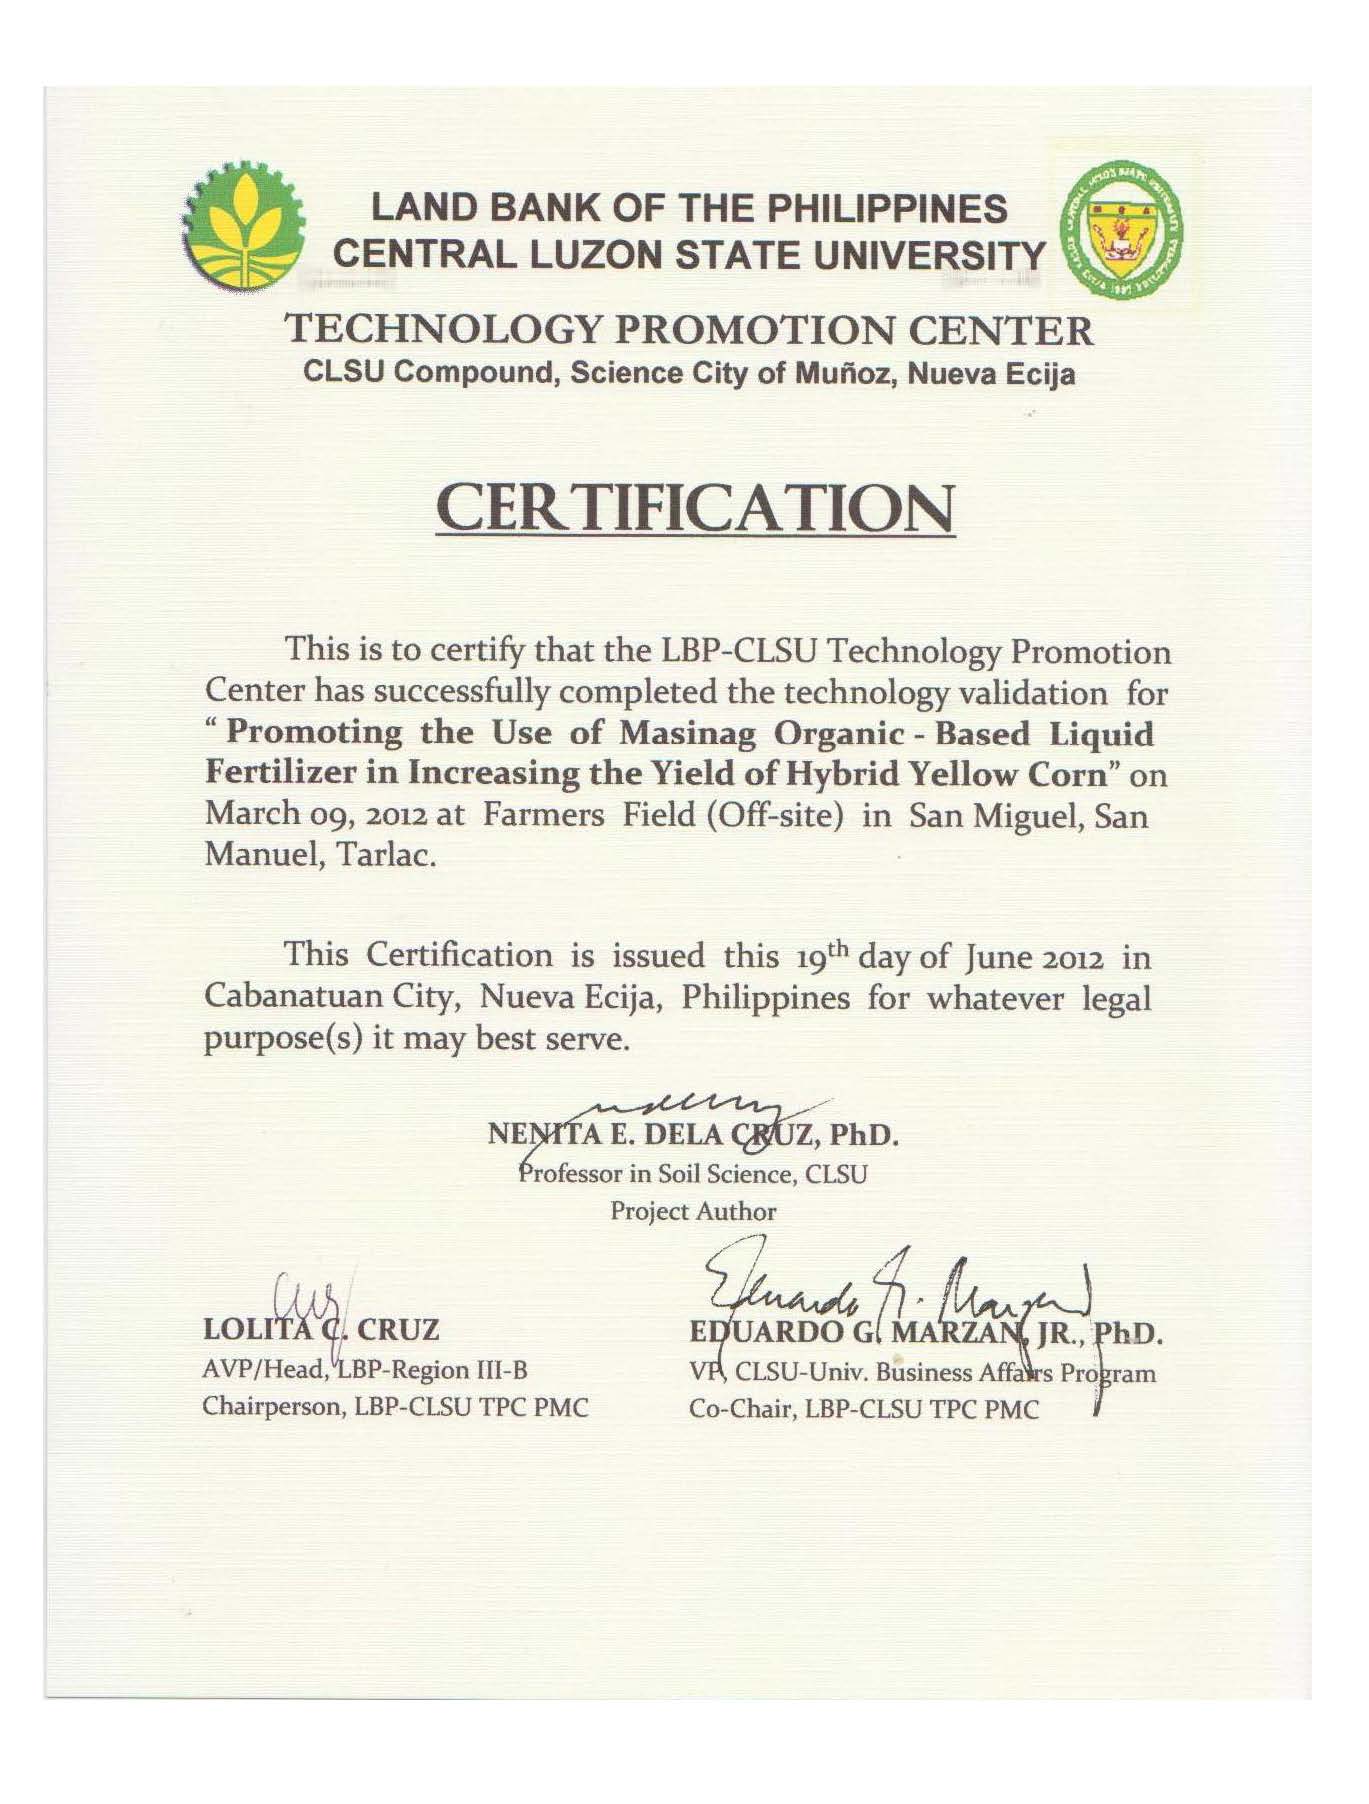 LAND BANK OF THE PHILIPPINES
CENTRAL LUZON STATE UNIVERSITY
TECHNOLOGY PROMOTION CENTER
CLSU Compound, Science City of Muñoz, Nueva Ecija
CERTIFICATION
This is to certify that the LBP-CLSU Technology Promotion
Center has successfully completed the technology validation for
“ Promoting the Use of Masinag Organic - Based Liquid
Fertilizer in Increasing the Yield of Hybrid Yellow Corn” on
March 09, 2012 at Farmers Field (Off-site) in San Miguel, San
Manuel, Tarlac.
This Certification is issued this 19th day of June 2012 in
Cabanatuan City, Nueva Ecija, Philippines for whatever legal
purpose(s) it may best serve.
NENITA E. DELA CRUZ, PhD.
Professor in Soil Science, CLSU
Project Author
Eduardo G. Marzan
LOLITA C. CRUZ
AVP/Head, LBP-Region III-B
Chairperson, LBP-CLSU TPC PMC
EDUARDO G. MARZAN, JR., PhD.
VP, CLSU-Univ. Business Affairs Program
Co-Chair, LBP-CLSU TPC PMC